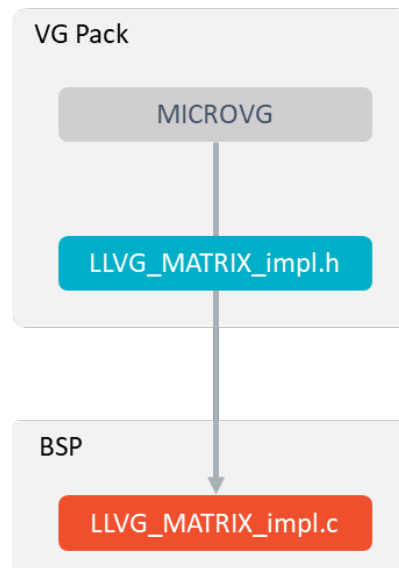 VG Pack
MICROVG
LLVG_MATRIX_impl.h
BSP
LLVG_MATRIX_impl.c